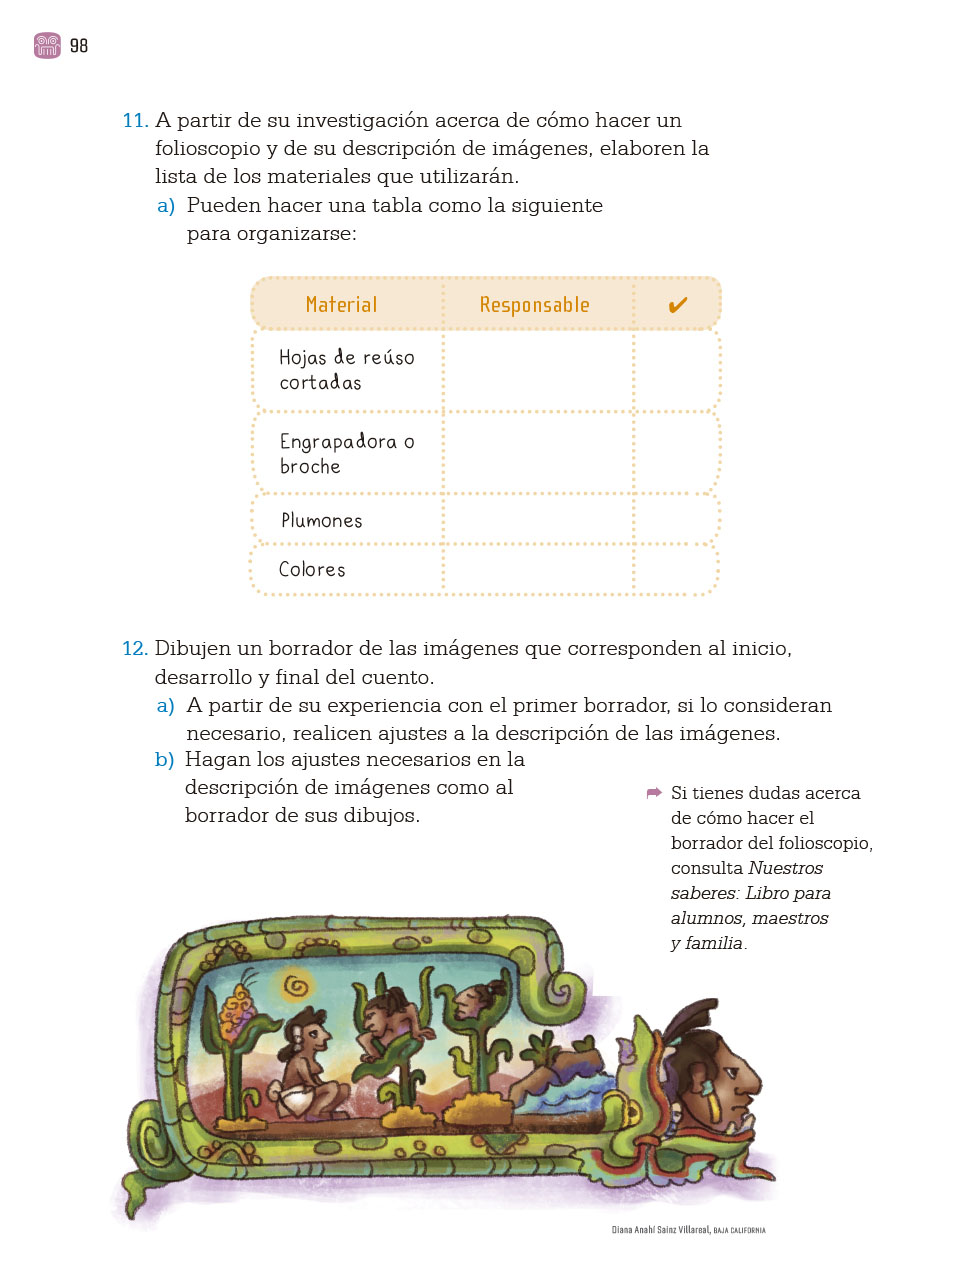 98
11. A partir de su investigación acerca de cómo hacer un
folioscopio y de su descripción de imágenes, elaboren la
lista de los materiales que utilizarán.
a) Pueden hacer una tabla como la siguiente
para organizarse:
Material Responsable ✔
Hojas de reúso
cortadas
Engrapadora o
broche
Plumones
Colores
12. Dibujen un borrador de las imágenes que corresponden al inicio,
desarrollo y final del cuento.
a) A partir de su experiencia con el primer borrador, si lo consideran
necesario, realicen ajustes a la descripción de las imágenes.
b) Hagan los ajustes necesarios en la
descripción de imágenes como al
borrador de sus dibujos.
Si tienes dudas acerca
de cómo hacer el
borrador del folioscopio,
consulta Nuestros
saberes: Libro para
alumnos, maestros
y familia.
Diana Anahí Sainz Villareal, BAJA CALIFORNIA